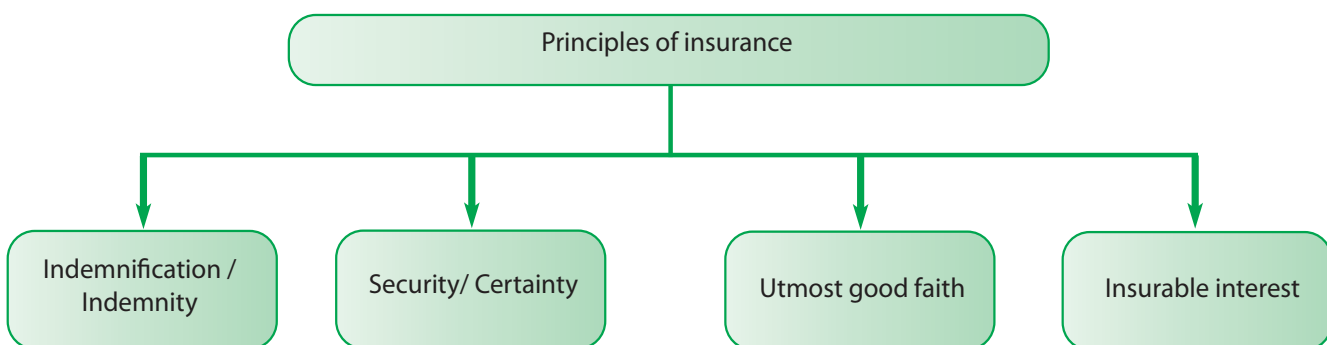 Principles of insurance
Indemnification /
Indemnity
Security/ Certainty
Utmost good faith
Insurable interest